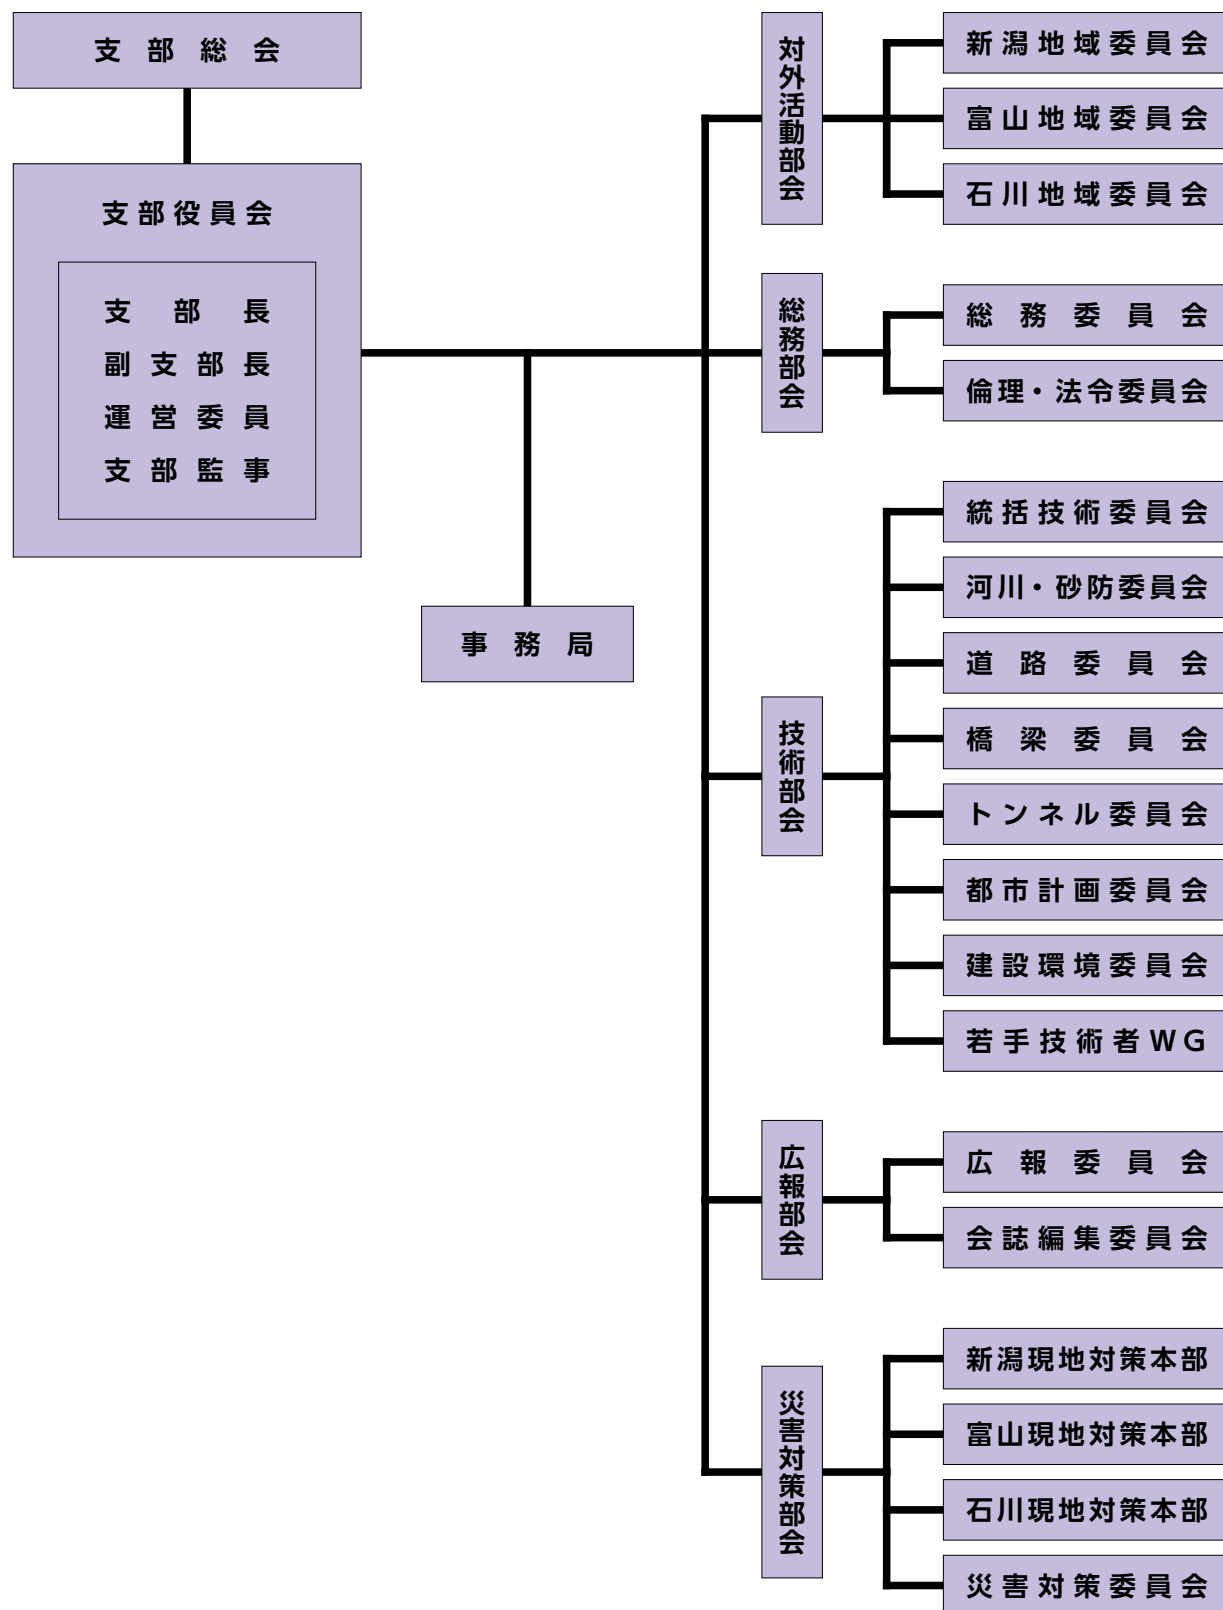 支部総会
支部役員会
支部長
副支部長
運営委員
支部監事
事務局
対外活動部会
新潟地域委員会
富山地域委員会
石川地域委員会
総務部会
総務委員会
倫理・法令委員会
技術部会
統括技術委員会
河川・砂防委員会
道路委員会
橋梁委員会
トンネル委員会
都市計画委員会
建設環境委員会
若手技術者WG
広報部会
広報委員会
会誌編集委員会
災害対策部会
新潟現地対策本部
富山現地対策本部
石川現地対策本部
災害対策委員会